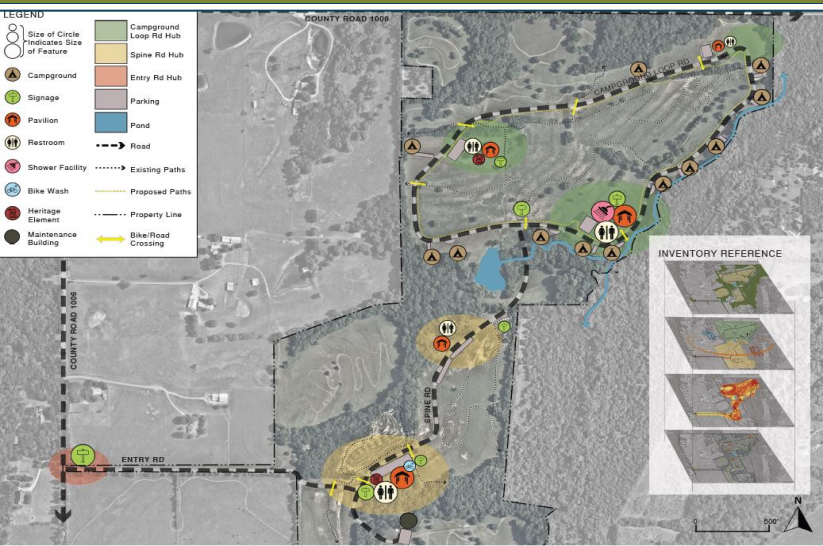 LEGEND
Size of Circle
Indicates Size
of Feature
Campground
Signage
Pavilion
Restroom
Shower Facility
Bike Wash
Heritage
Element
Maintenance
Building
Campground
Loop Rd Hub
Spine Rd Hub
Entry Rd Hub
Parking
Pond
Road
Existing Paths
Proposed Paths
Property Line
Bike/Road
Crossing
COUNTY ROAD 1006
CAMPGROUND LOOP RD
INVENTORY REFERENCE
COUNTY ROAD 1006
SPINE RD
ENTRY RD
N
0 500'